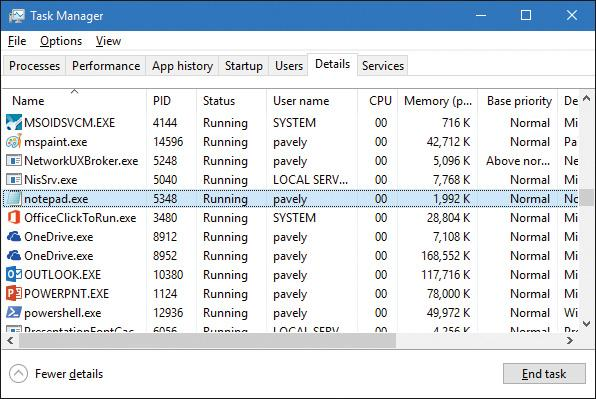 Task Manager
File Options View
Processes Performance App history Startup Users Details Services
Name PID Status User name CPU Memory (p... Base priority De
MSOIDSVCM.EXE 4144 Running SYSTEM 00 716 K Normal Mi
mspaint.exe 14596 Running pavely 00 42,712 K Normal Pa
NetworkUXBroker.exe 5248 Running pavely 00 5,096 K Above nor... Mi
NisSrv.exe 5040 Running LOCAL SERV... 00 7,768 K Normal Mi
notepad.exe 5348 Running pavely 00 1,992 K Normal No
OfficeClickToRun.exe 3480 Running SYSTEM 00 28,804 K Normal Mi
OneDrive.exe 8912 Running pavely 00 7,108 K Normal Mi
OneDrive.exe 8952 Running pavely 00 168,552 K Normal Mi
OUTLOOK.EXE 10380 Running pavely 00 117,716 K Normal Mi
POWERPNT.EXE 1124 Running pavely 00 78,000 K Normal Mi
powershell.exe 12936 Running pavely 00 49,972 K Normal Wi
PresentationFontCac 6056 Running LOCAL SERV 00 4,256 K Normal Pr
Fewer details End task